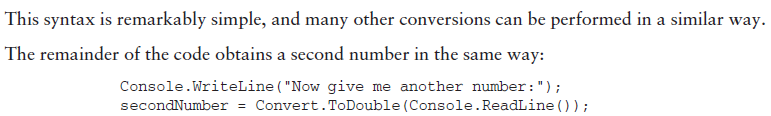 This syntax is remarkably simple, and many other conversions can be performed in a similar way.
The remainder of the code obtains a second number in the same way:
Console.WriteLine("Now give me another number:");
secondNumber = Convert.ToDouble(Console.ReadLine());